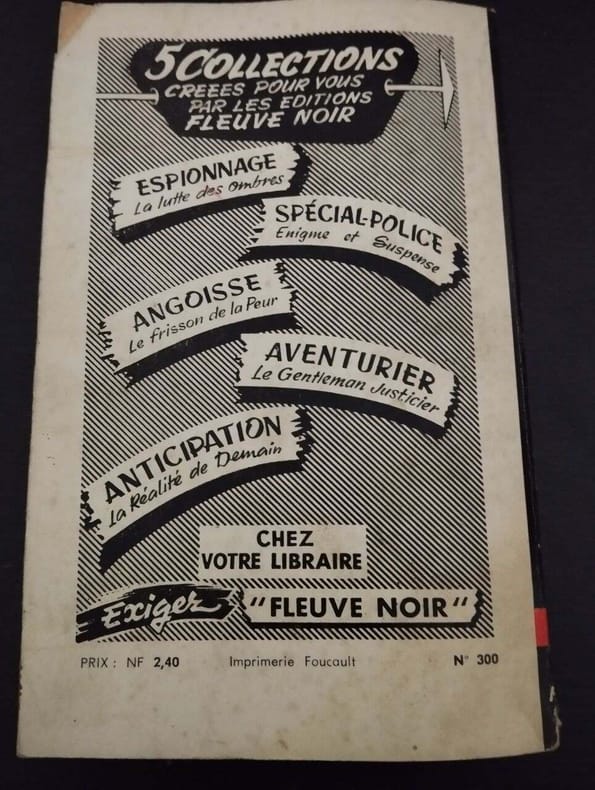 5 COLLECTIONS
CREEES POUR VOUS
PAR LES EDITIONS
FLEUVE NOIR
ESPIONNAGE
La lutte des ombres
SPÉCIAL-POLICE
Enigme et Suspense
ANGOISSE
Le frisson de la Peur
AVENTURIER
Le Gentleman Justicier
ANTICIPATION
La Réalité de Demain
CHEZ
VOTRE LIBRAIRE
Exigez "FLEUVE NOIR"
PRIX : NF 2,40 Imprimerie Foucault N° 300